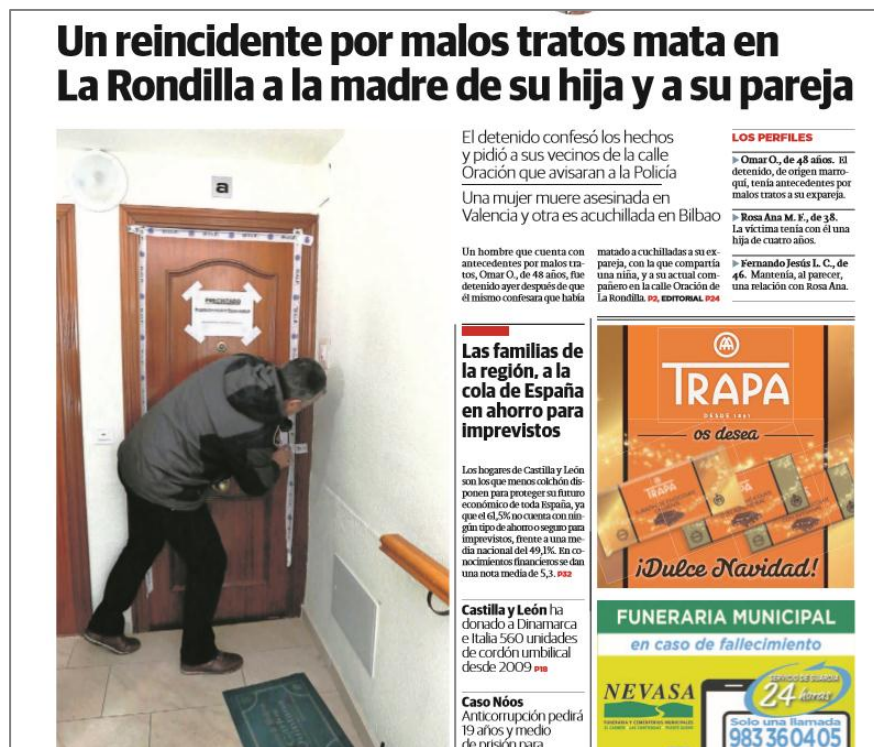 Un reincidente por malos tratos mata en
La Rondilla a la madre de su hija y a su pareja
a
PRECINTADO
El detenido confesó los hechos
y pidió a sus vecinos de la calle
Oración que avisaran a la Policía
Una mujer muere asesinada en
Valencia y otra es acuchillada en Bilbao
Un hombre que cuenta con
antecedentes por malos tra-
tos, Omar O., de 48 años, fue
detenido ayer después de que
él mismo confesara que había
matado a cuchilladas a su ex-
pareja, con la que compartía
una niña, y a su actual com-
pañero en la calle Oración de
La Rondilla. P2, EDITORIAL P24
LOS PERFILES
Omar O., de 48 años. El
detenido, de origen marro-
quí, tenía antecedentes por
malos tratos a su expareja.
Rosa Ana M. F., de 38.
La víctima tenía con él una
hija de cuatro años.
Fernando Jesús L. C., de
46. Mantenía, al parecer,
una relación con Rosa Ana.
Las familias de
la región, a la
cola de España
en ahorro para
imprevistos
Los hogares de Castilla y León
son los que menos colchón dis-
ponen para proteger su futuro
económico de toda España, ya
que el 61,5% no cuenta con nin-
gún tipo de ahorro o seguro para
imprevistos, frente a una me-
dia nacional del 49,1%. En co-
nocimientos financieros se dan
una nota media de 5,3. P32
Castilla y León ha
donado a Dinamarca
e Italia 560 unidades
de cordón umbilical
desde 2009 P18
Caso Nóos
Anticorrupción pedirá
19 años y medio
de prisión para
TRAPA
DESDE 1891
os desea
TRAPA
¡Dulce Navidad!
FUNERARIA MUNICIPAL
en caso de fallecimiento
NEVASA
FUNERARIA Y CEMENTERIOS MUNICIPALES
SERVICIO DE GUARDIA
24 horas
Solo una llamada
983 36 04 05